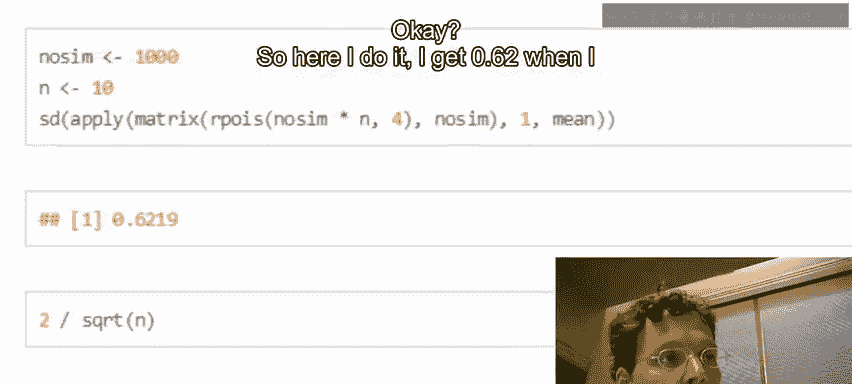 Okay?
So here I do it, I get 0.62 when I
nosim <- 1000
n <- 10
sd(apply(matrix(rpois(nosim * n, 4), nosim), 1, mean))
## [1] 0.6219
2 / sqrt(n)